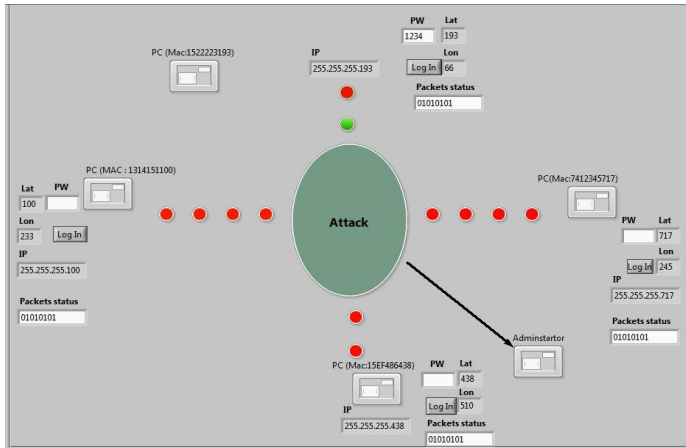 PW Lat
1234 193
Lon
Log In 66
Packets status
01010101
IP
255.255.255.193
PC (Mac:1522223193)
PC (MAC : 1314151100)
Lat PW
100
Lon
233 Log In
IP
255.255.255.100
Packets status
01010101
Attack
PC(Mac:7412345717)
PW Lat
717
Lon
Log In 245
IP
255.255.255.717
Packets status
01010101
Adminstartor
PC (Mac:15EF486438)
PW Lat
438
Lon
Log In 510
IP
255.255.255.438
Packets status
01010101